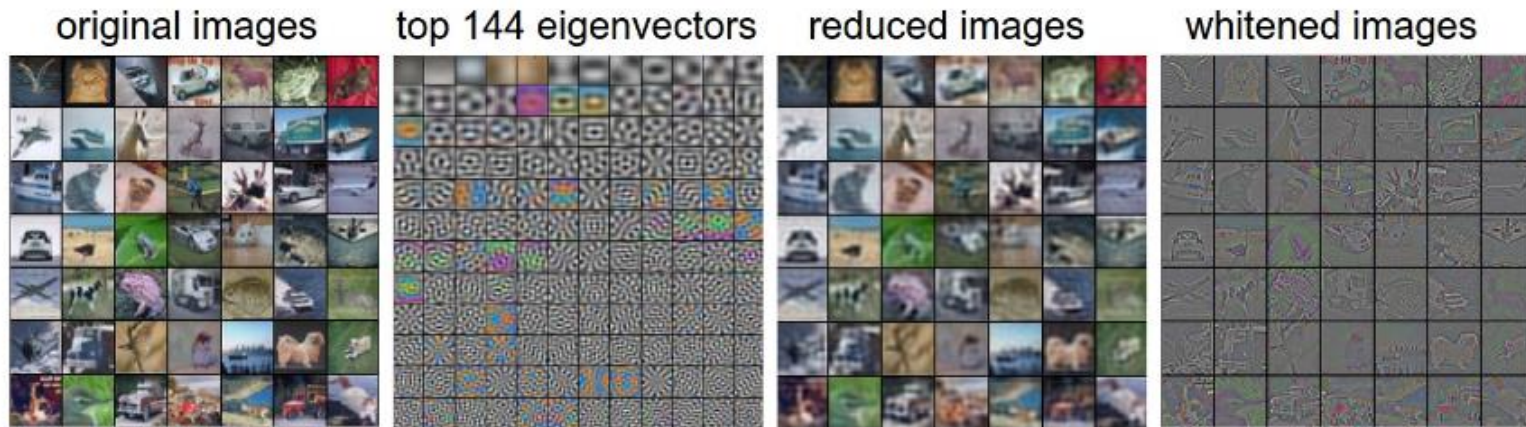 original images
top 144 eigenvectors
reduced images
whitened images